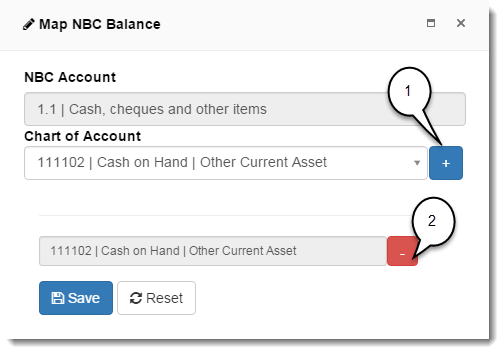 Map NBC Balance
NBC Account
1.1 | Cash, cheques and other items
1
Chart of Account
111102 | Cash on Hand | Other Current Asset
+
2
111102 | Cash on Hand | Other Current Asset
-
Save Reset